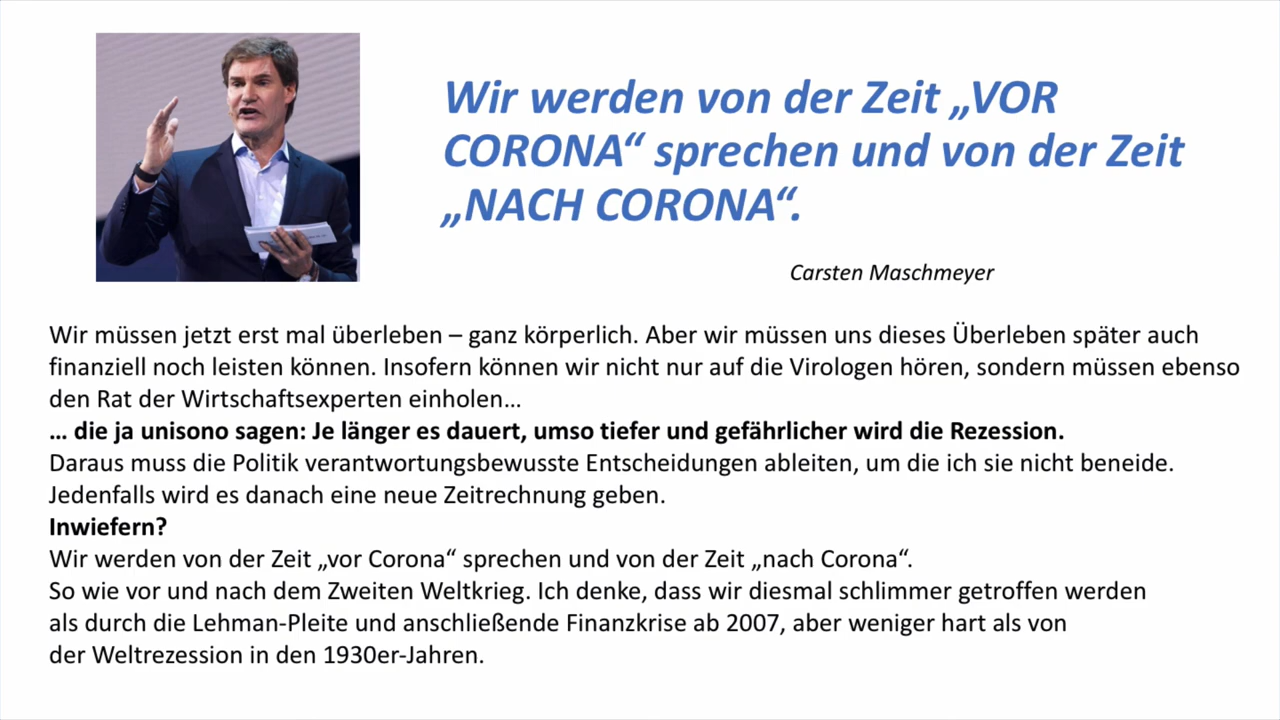 Wir werden von der Zeit „VOR
CORONA“ sprechen und von der Zeit
„NACH CORONA“.
Carsten Maschmeyer
Wir müssen jetzt erst mal überleben – ganz körperlich. Aber wir müssen uns dieses Überleben später auch
finanziell noch leisten können. Insofern können wir nicht nur auf die Virologen hören, sondern müssen ebenso
den Rat der Wirtschaftsexperten einholen…
… die ja unisono sagen: Je länger es dauert, umso tiefer und gefährlicher wird die Rezession.
Daraus muss die Politik verantwortungsbewusste Entscheidungen ableiten, um die ich sie nicht beneide.
Jedenfalls wird es danach eine neue Zeitrechnung geben.
Inwiefern?
Wir werden von der Zeit „vor Corona“ sprechen und von der Zeit „nach Corona“.
So wie vor und nach dem Zweiten Weltkrieg. Ich denke, dass wir diesmal schlimmer getroffen werden
als durch die Lehman-Pleite und anschließende Finanzkrise ab 2007, aber weniger hart als von
der Weltrezession in den 1930er-Jahren.